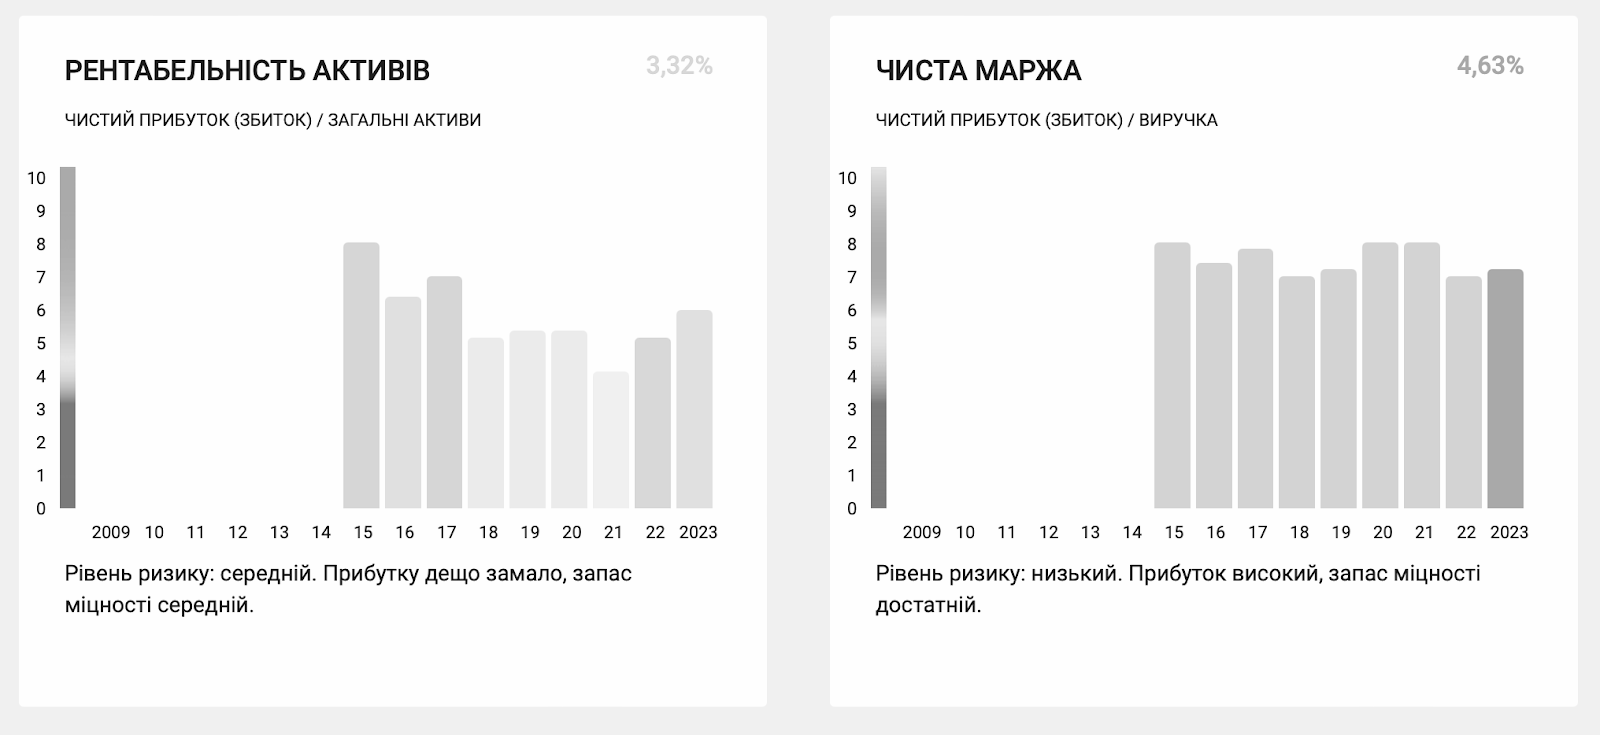 РЕНТАБЕЛЬНІСТЬ АКТИВІВ 3,32%
ЧИСТИЙ ПРИБУТОК (ЗБИТОК) / ЗАГАЛЬНІ АКТИВИ
10
9
8
7
6
5
4
3
2
1
0
2009 10 11 12 13 14 15 16 17 18 19 20 21 22 2023
Рівень ризику: середній. Прибутку дещо замало, запас
міцності середній.
ЧИСТА МАРЖА 4,63%
ЧИСТИЙ ПРИБУТОК (ЗБИТОК) / ВИРУЧКА
10
9
8
7
6
5
4
3
2
1
0
2009 10 11 12 13 14 15 16 17 18 19 20 21 22 2023
Рівень ризику: низький. Прибуток високий, запас міцності
достатній.